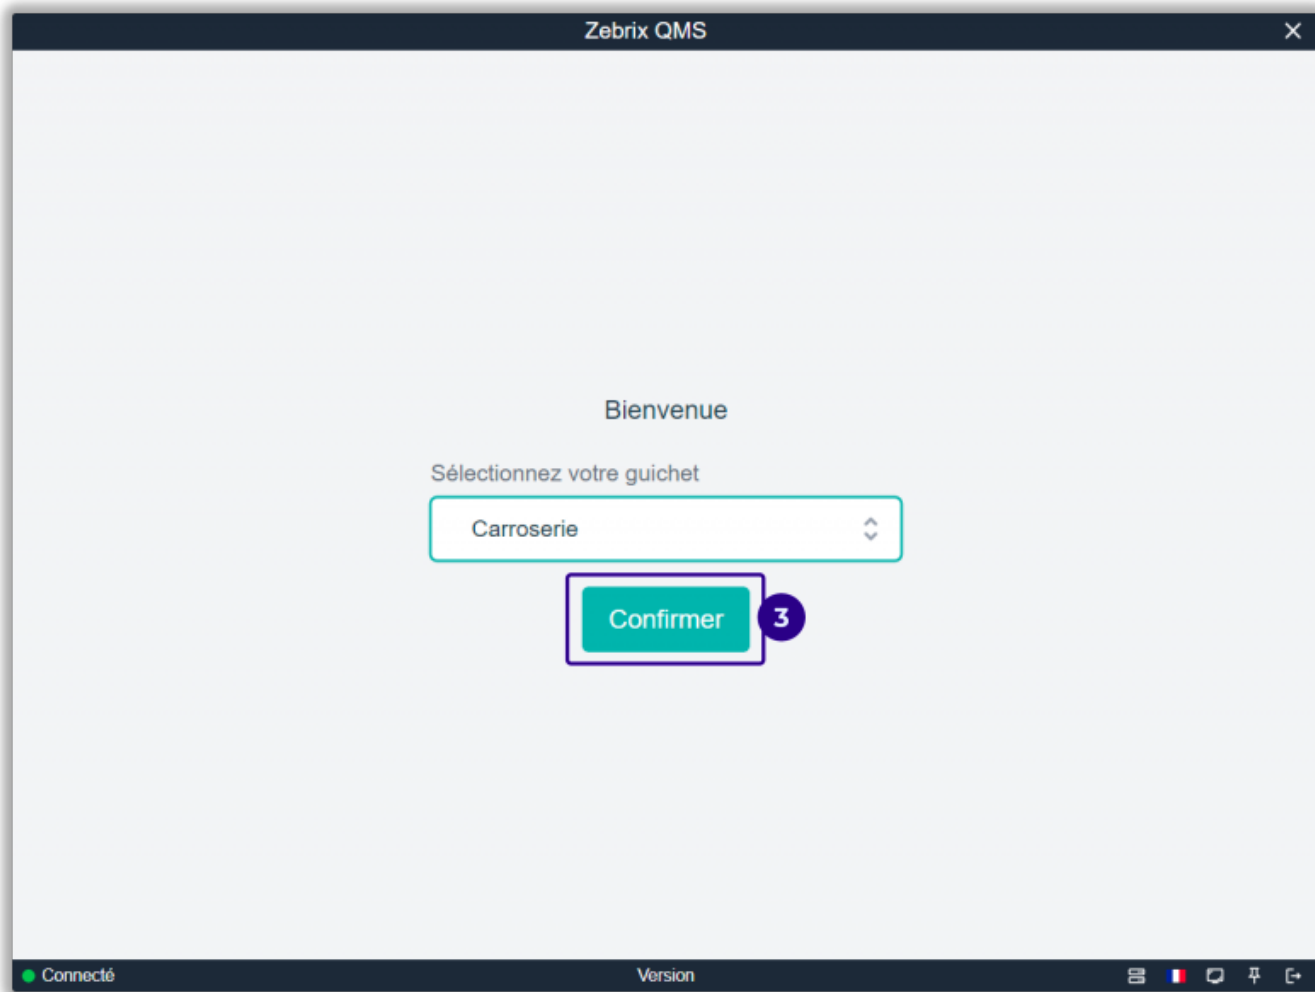 Zebrix QMS
Bienvenue
Sélectionnez votre guichet
Carroserie
Confirmer
3
Connecté
Version